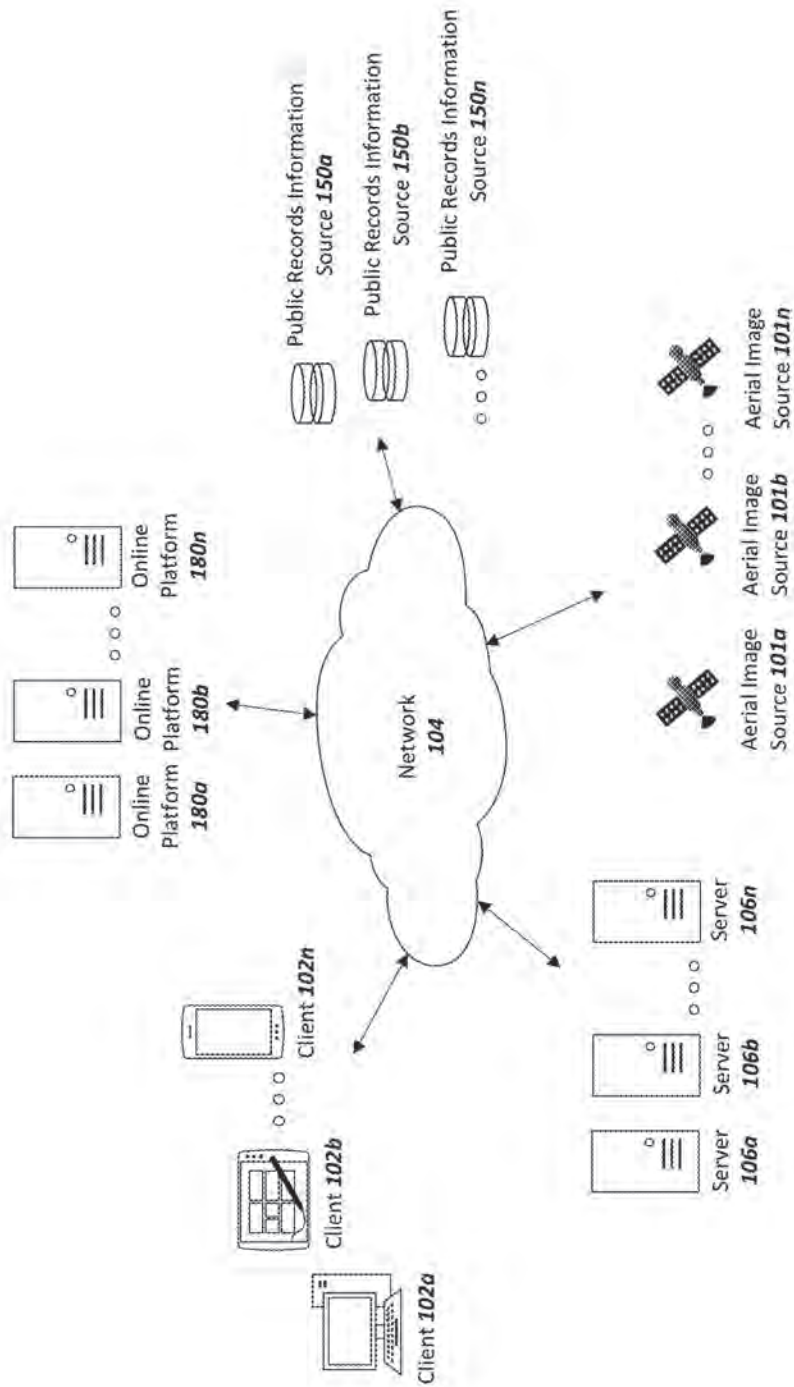 Online
Platform
180a
Online
Platform
180b
Online
Platform
180n
Public Records Information
Source 150a
Public Records Information
Source 150b
Public Records Information
Source 150n
Client 102a
Client 102b
Client 102n
Network
104
Server
106a
Server
106b
Server
106n
Aerial Image
Source 101a
Aerial Image
Source 101b
Aerial Image
Source 101n